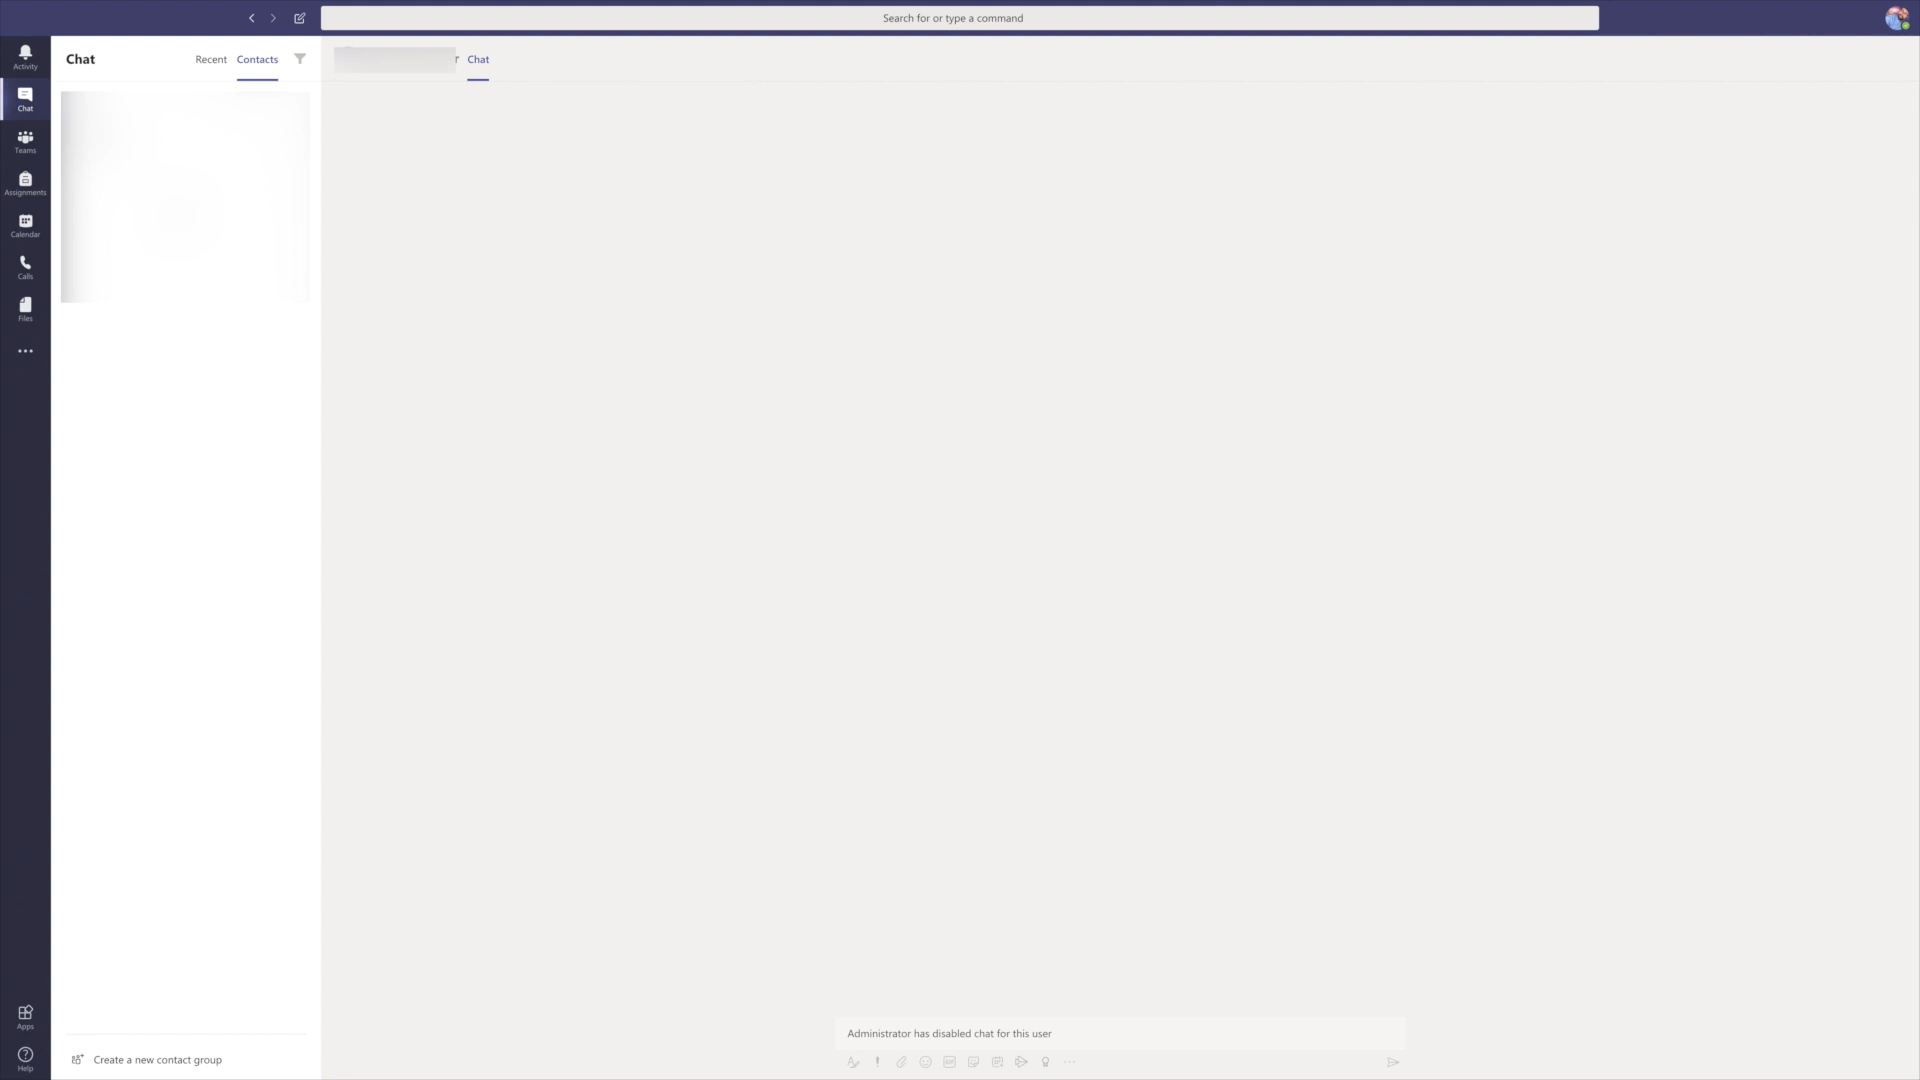 Search for or type a command
Activity
Chat
Teams
Assignments
Calendar
Calls
Files
Apps
Help
Chat
Recent
Contacts
Create a new contact group
Chat
Administrator has disabled chat for this user